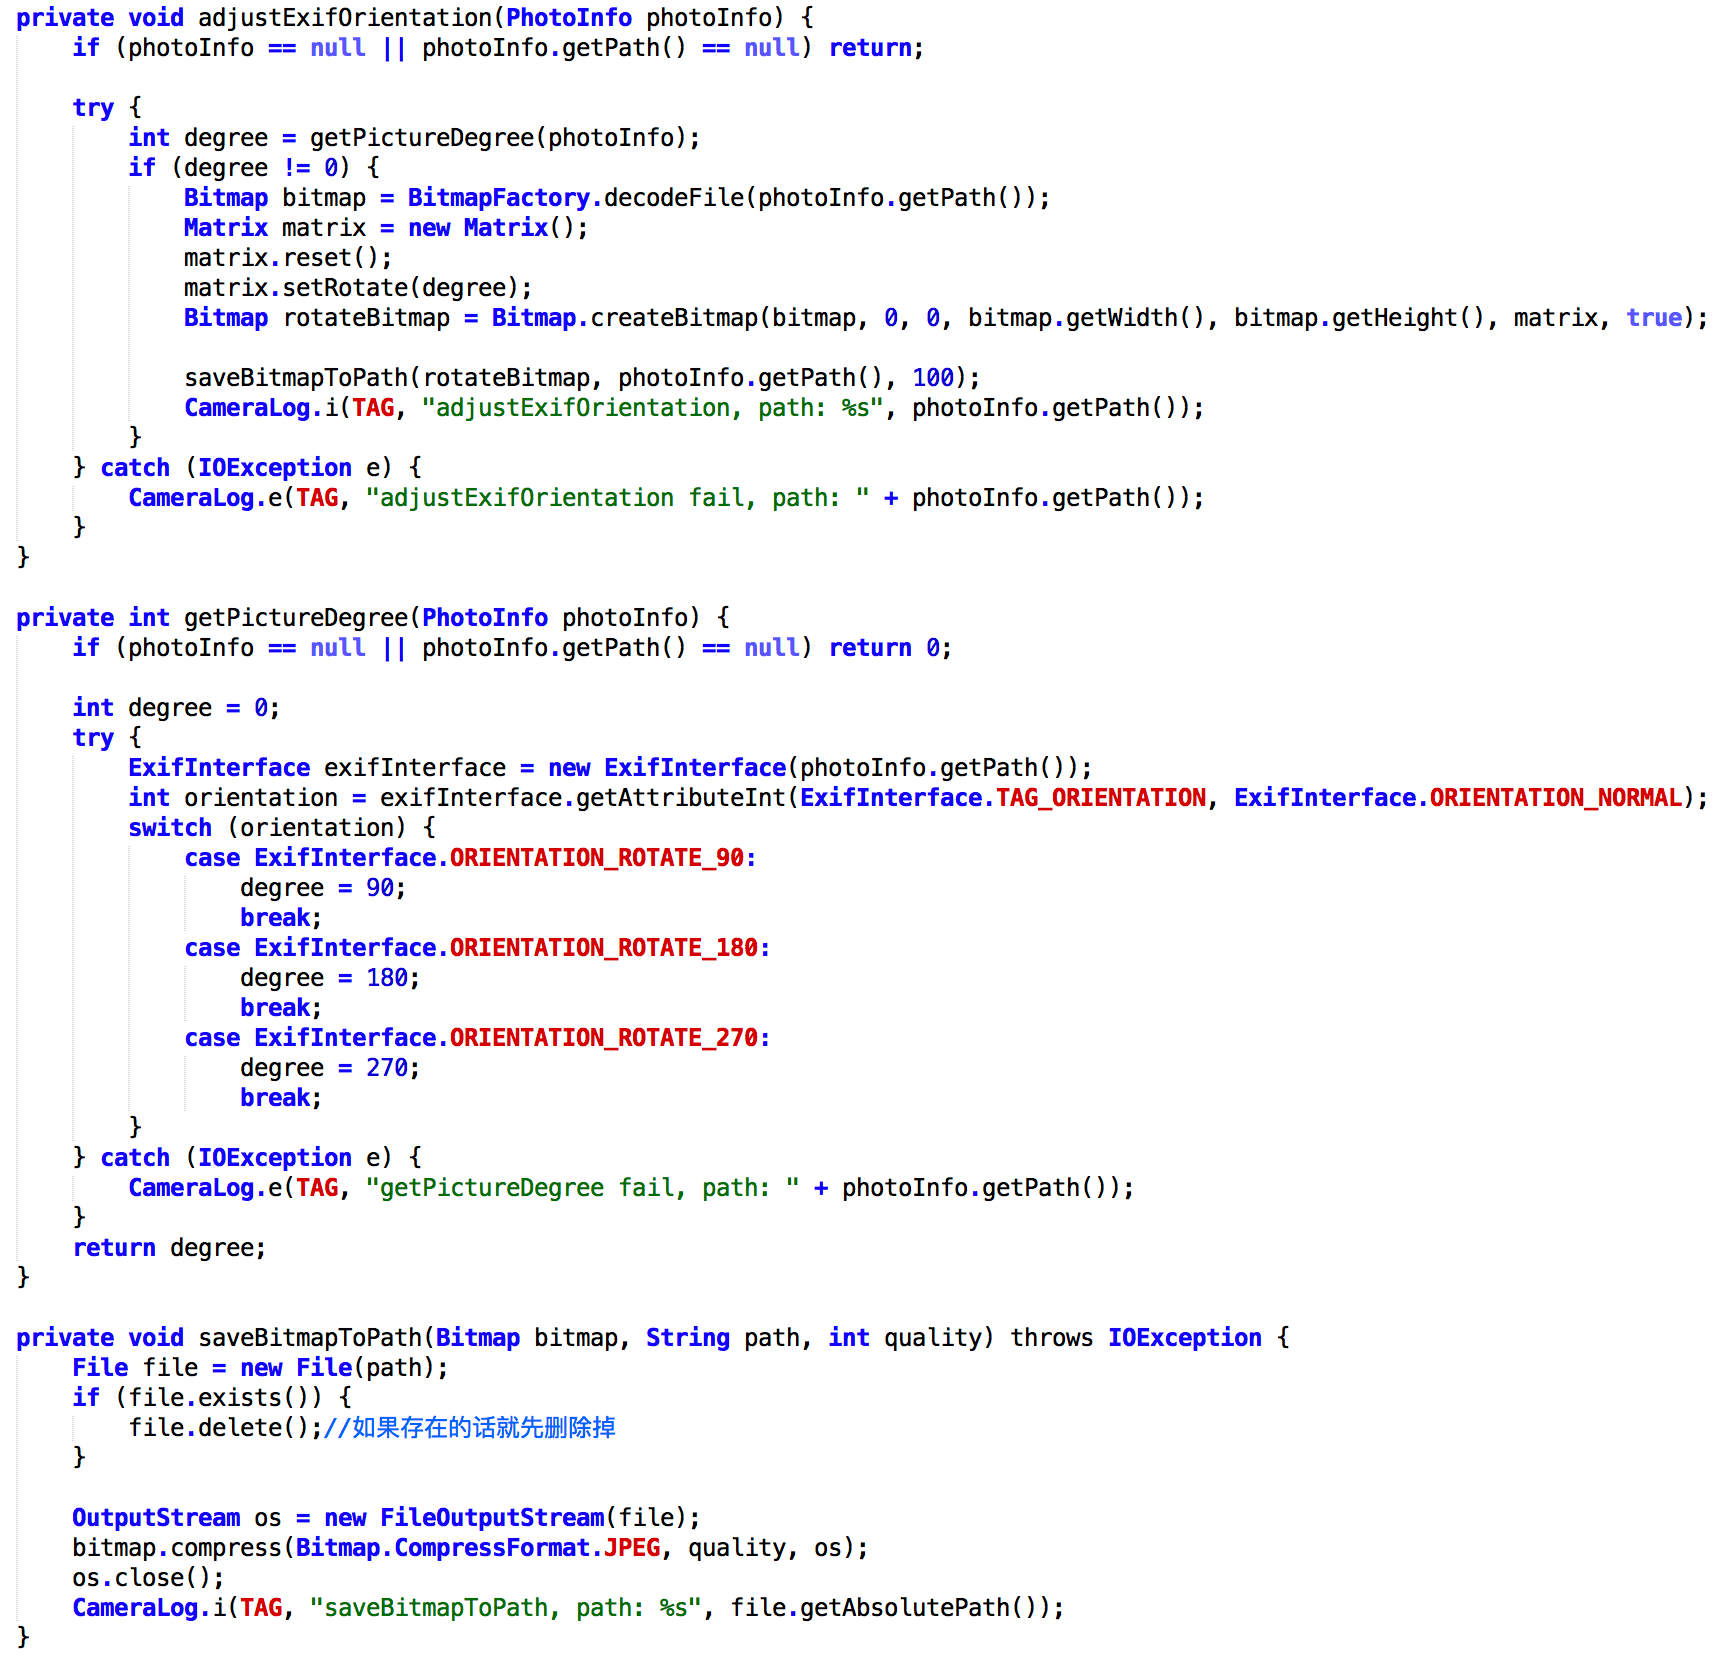 private void adjustExifOrientation(PhotoInfo photoInfo) {
    if (photoInfo == null || photoInfo.getPath() == null) return;

    try {
        int degree = getPictureDegree(photoInfo);
        if (degree != 0) {
            Bitmap bitmap = BitmapFactory.decodeFile(photoInfo.getPath());
            Matrix matrix = new Matrix();
            matrix.reset();
            matrix.setRotate(degree);
            Bitmap rotateBitmap = Bitmap.createBitmap(bitmap, 0, 0, bitmap.getWidth(), bitmap.getHeight(), matrix, true);

            saveBitmapToPath(rotateBitmap, photoInfo.getPath(), 100);
            CameraLog.i(TAG, "adjustExifOrientation, path: %s", photoInfo.getPath());
        }
    } catch (IOException e) {
        CameraLog.e(TAG, "adjustExifOrientation fail, path: " + photoInfo.getPath());
    }
}

private int getPictureDegree(PhotoInfo photoInfo) {
    if (photoInfo == null || photoInfo.getPath() == null) return 0;

    int degree = 0;
    try {
        ExifInterface exifInterface = new ExifInterface(photoInfo.getPath());
        int orientation = exifInterface.getAttributeInt(ExifInterface.TAG_ORIENTATION, ExifInterface.ORIENTATION_NORMAL);
        switch (orientation) {
            case ExifInterface.ORIENTATION_ROTATE_90:
                degree = 90;
                break;
            case ExifInterface.ORIENTATION_ROTATE_180:
                degree = 180;
                break;
            case ExifInterface.ORIENTATION_ROTATE_270:
                degree = 270;
                break;
        }
    } catch (IOException e) {
        CameraLog.e(TAG, "getPictureDegree fail, path: " + photoInfo.getPath());
    }
    return degree;
}

private void saveBitmapToPath(Bitmap bitmap, String path, int quality) throws IOException {
    File file = new File(path);
    if (file.exists()) {
        file.delete();//如果存在的话就先删除掉
    }

    OutputStream os = new FileOutputStream(file);
    bitmap.compress(Bitmap.CompressFormat.JPEG, quality, os);
    os.close();
    CameraLog.i(TAG, "saveBitmapToPath, path: %s", file.getAbsolutePath());
}